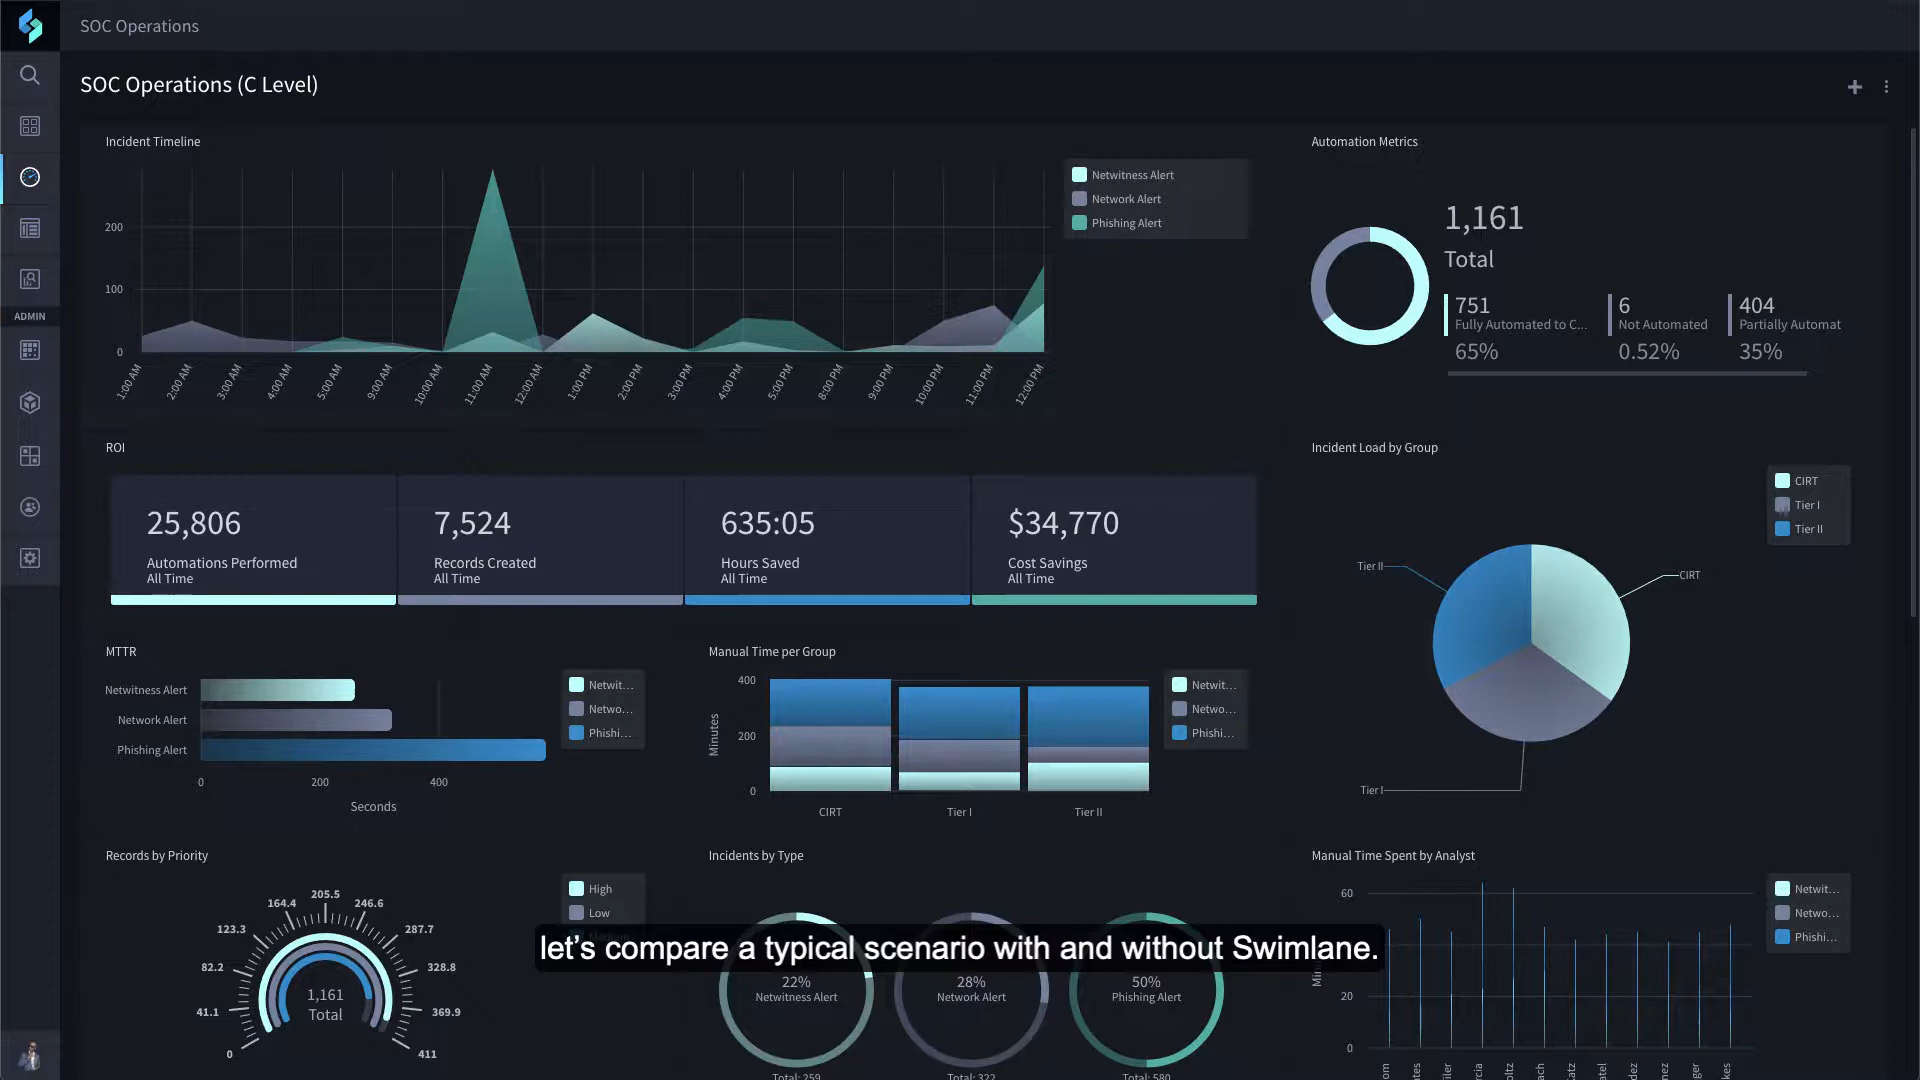 SOC Operations
SOC Operations (C Level)
ADMIN
Incident Timeline
200
100
0
1:00 AM
2:00 AM
3:00 AM
4:00 AM
5:00 AM
9:00 AM
10:00 AM
11:00 AM
12:00 AM
1:00 PM
2:00 PM
3:00 PM
4:00 PM
5:00 PM
8:00 PM
9:00 PM
10:00 PM
11:00 PM
12:00 PM
Netwitness Alert
Network Alert
Phishing Alert
Automation Metrics
1,161
Total
751
Fully Automated to C...
65%
6
Not Automated
0.52%
404
Partially Automat
35%
ROI
25,806
Automations Performed
All Time
7,524
Records Created
All Time
635:05
Hours Saved
All Time
$34,770
Cost Savings
All Time
Incident Load by Group
CIRT
Tier I
Tier II
Tier II
CIRT
Tier I
MTTR
Netwitness Alert
Network Alert
Phishing Alert
0
200
400
Seconds
Netwit...
Netwo...
Phishi...
Manual Time per Group
Minutes
400
200
0
CIRT
Tier I
Tier II
Netwit...
Netwo...
Phishi...
Records by Priority
0
41.1
82.2
123.3
164.4
205.5
246.6
287.7
328.8
369.9
411
1,161
Total
High
Low
Incidents by Type
22%
Netwitness Alert
Total: 259
28%
Network Alert
Total: 322
50%
Phishing Alert
Total: 580
Manual Time Spent by Analyst
60
20
0
Netwit...
Netwo...
Phishi...
let's compare a typical scenario with and without Swimlane.